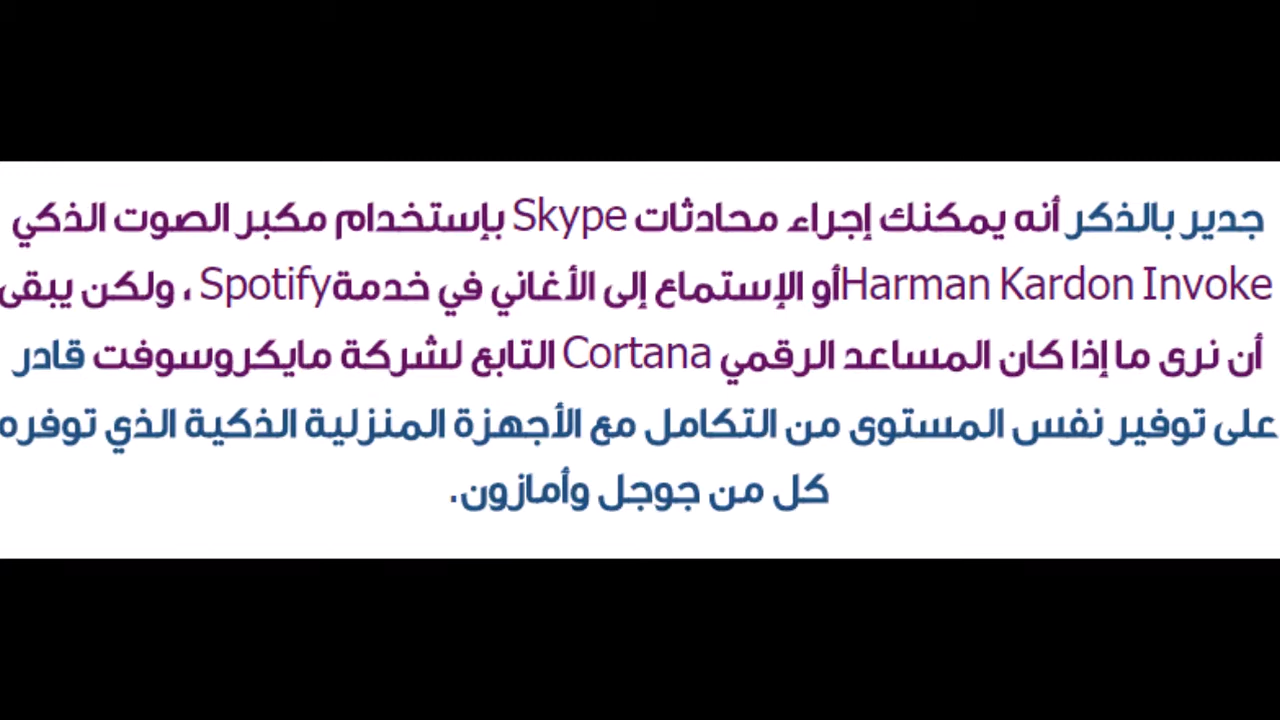 جدير بالذكر أنه يمكنك إجراء محادثات Skype بإستخدام مكبر الصوت الذكي
Harman Kardon Invokeأو الإستماع إلى الأغاني في خدمةSpotify ، ولكن يبقى
أن نرى ما إذا كان المساعد الرقمي Cortana التابع لشركة مايكروسوفت قادر
على توفير نفس المستوى من التكامل مع الأجهزة المنزلية الذكية الذي توفره
كل من جوجل وأمازون.